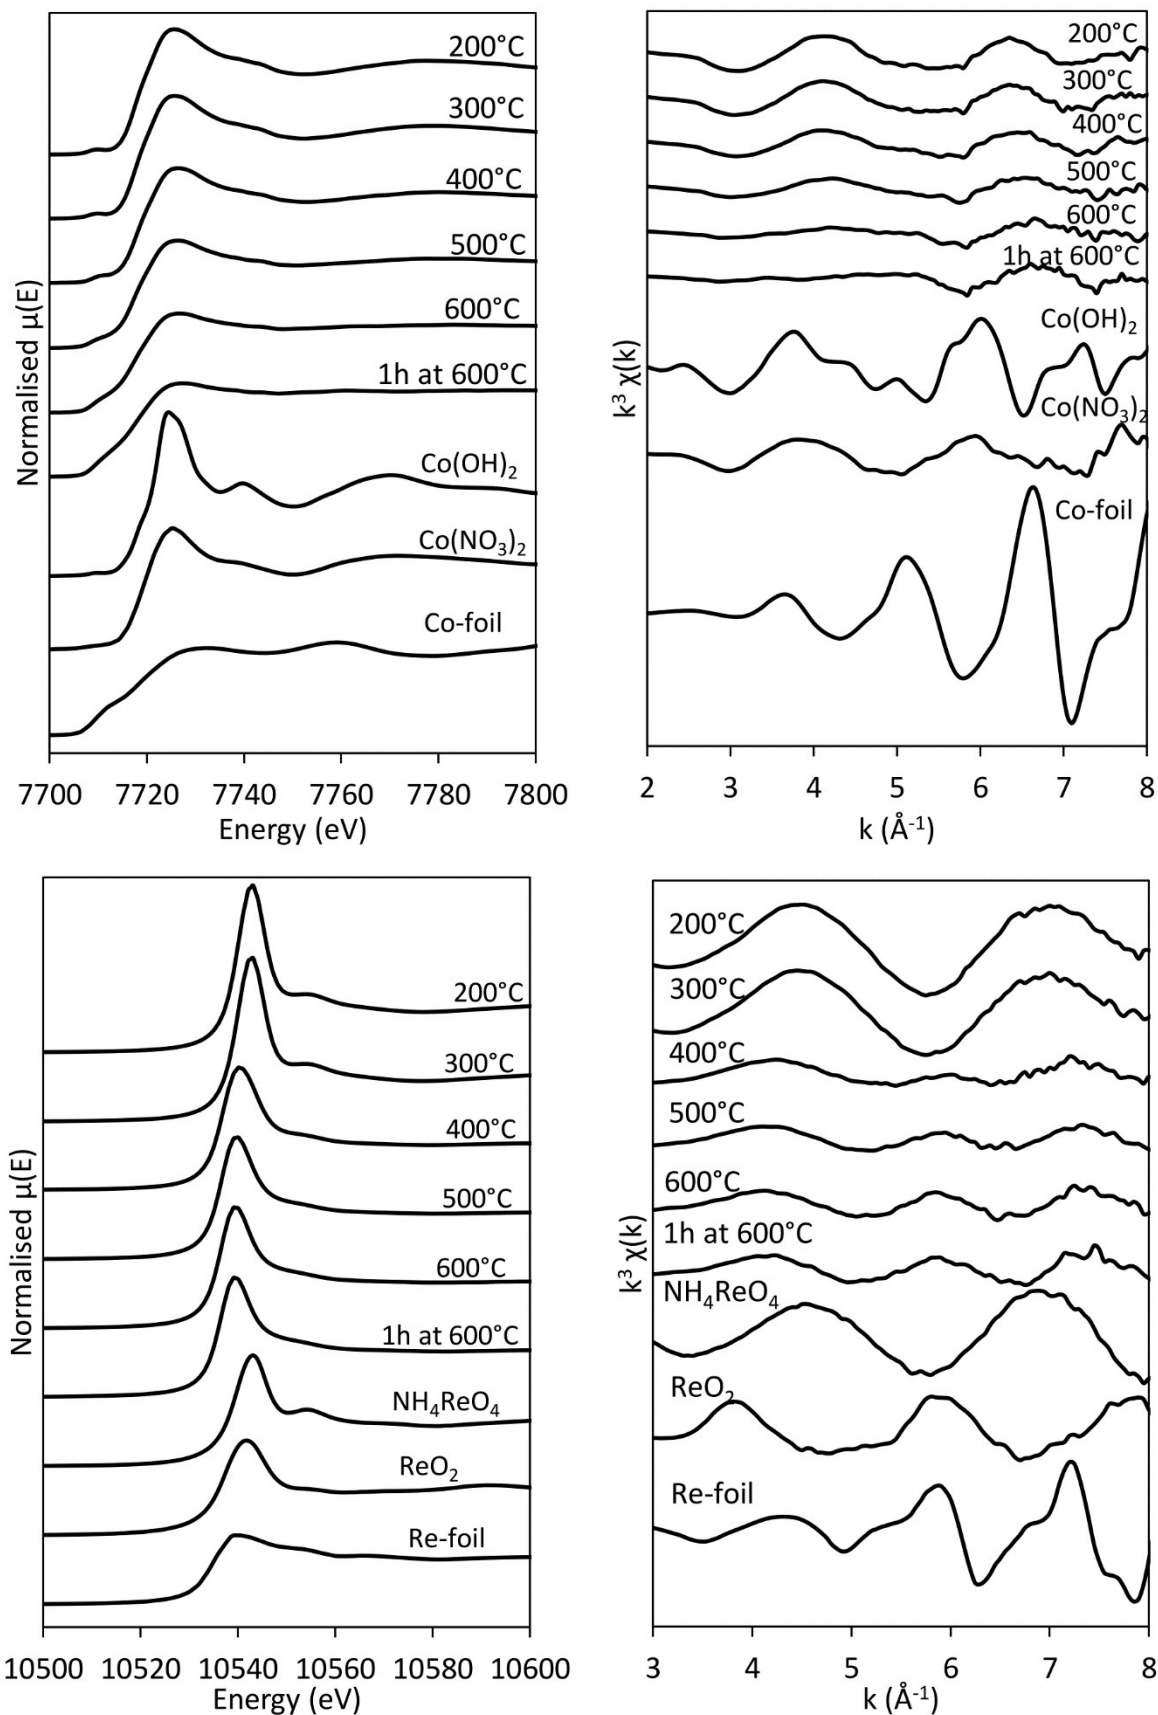 200°C
300°C
400°C
500°C
600°C
1h at 600°C
Co(OH)₂
Co(NO₃)₂
Co-foil
Normalised µ(E)
7700 7720 7740 7760 7780 7800
Energy (eV)
200°C
300°C
400°C
500°C
600°C
1h at 600°C
Co(OH)₂
Co(NO₃)₂
Co-foil
k³ χ(k)
2 3 4 5 6 7 8
k (Å⁻¹)
200°C
300°C
400°C
500°C
600°C
1h at 600°C
NH₄ReO₄
ReO₂
Re-foil
Normalised µ(E)
10500 10520 10540 10560 10580 10600
Energy (eV)
200°C
300°C
400°C
500°C
600°C
1h at 600°C
NH₄ReO₄
ReO₂
Re-foil
k³ χ(k)
3 4 5 6 7 8
k (Å⁻¹)